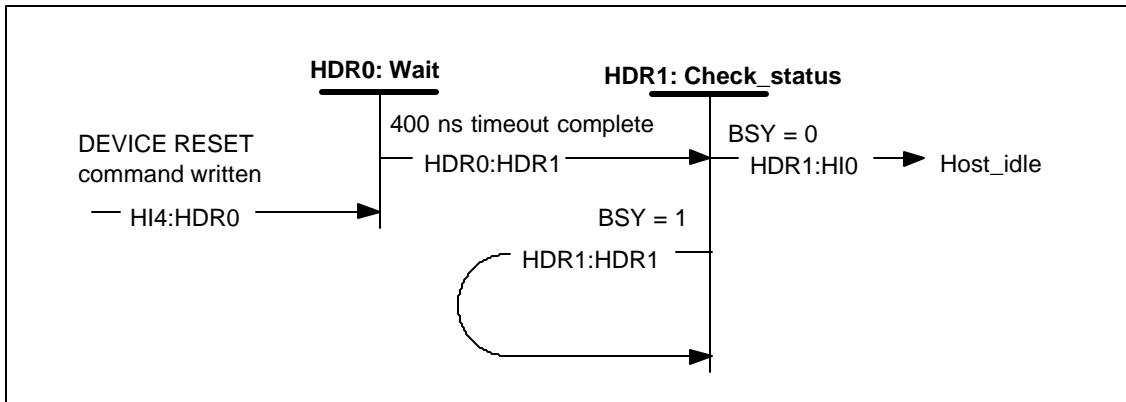 HDR0: Wait
HDR1: Check_status
400 ns timeout complete
BSY = 0
DEVICE RESET
command written
HDR0:HDR1
HDR1:HI0
Host_idle
HI4:HDR0
BSY = 1
HDR1:HDR1